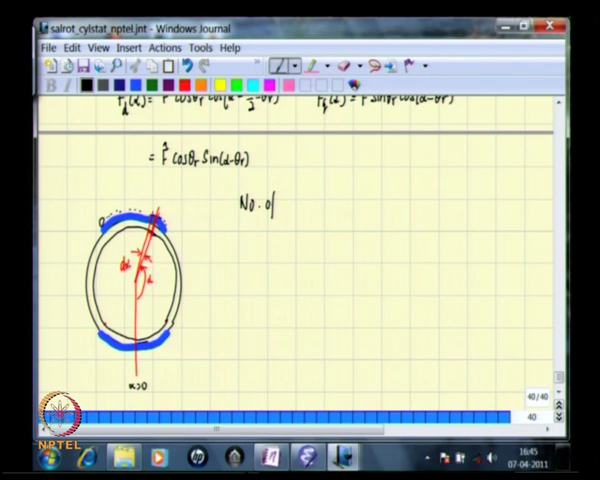 salrot_cylstat_nptel.jnt - Windows Journal
File Edit View Insert Actions Tools Help
= F̂ cosθr Sin(α-θr)
No. of
dα
α
α=0
40/40
40
NPTEL
16:45
07-04-2011